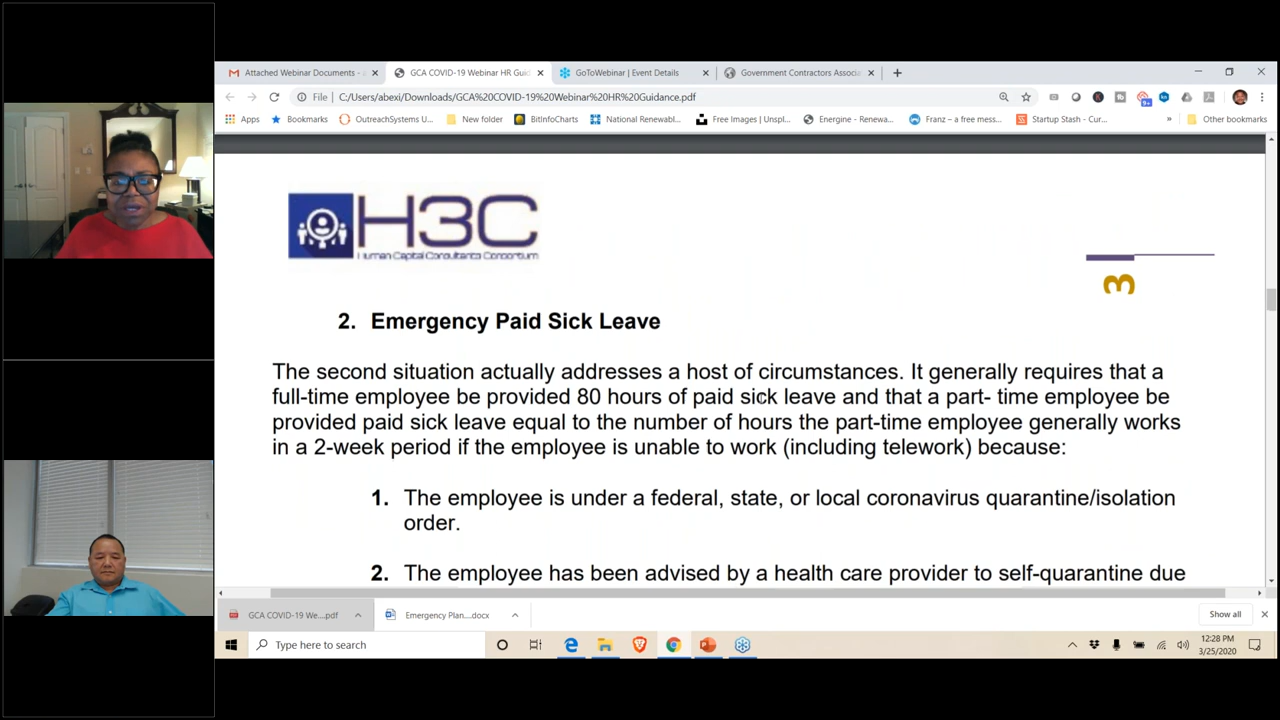 Attached Webinar Documents -
GCA COVID-19 Webinar HR Guid
GoToWebinar | Event Details
Government Contractors Associa
File
C:/Users/abexi/Downloads/GCA%20COVID-19%20Webinar%20HR%20Guidance.pdf
9+
Apps
Bookmarks
OutreachSystems U...
New folder
BitInfoCharts
National Renewabl...
Free Images | Unspl...
Energine - Renewa...
Franz – a free mess...
Startup Stash - Cur...
»
Other bookmarks
H3C
Human Capital Consultants Consortium
3
2. Emergency Paid Sick Leave
The second situation actually addresses a host of circumstances. It generally requires that a
full-time employee be provided 80 hours of paid sick leave and that a part- time employee be
provided paid sick leave equal to the number of hours the part-time employee generally works
in a 2-week period if the employee is unable to work (including telework) because:
1. The employee is under a federal, state, or local coronavirus quarantine/isolation
order.
2. The employee has been advised by a health care provider to self-quarantine due
GCA COVID-19 We....pdf
Emergency Plan....docx
Show all
Type here to search
12:28 PM
3/25/2020